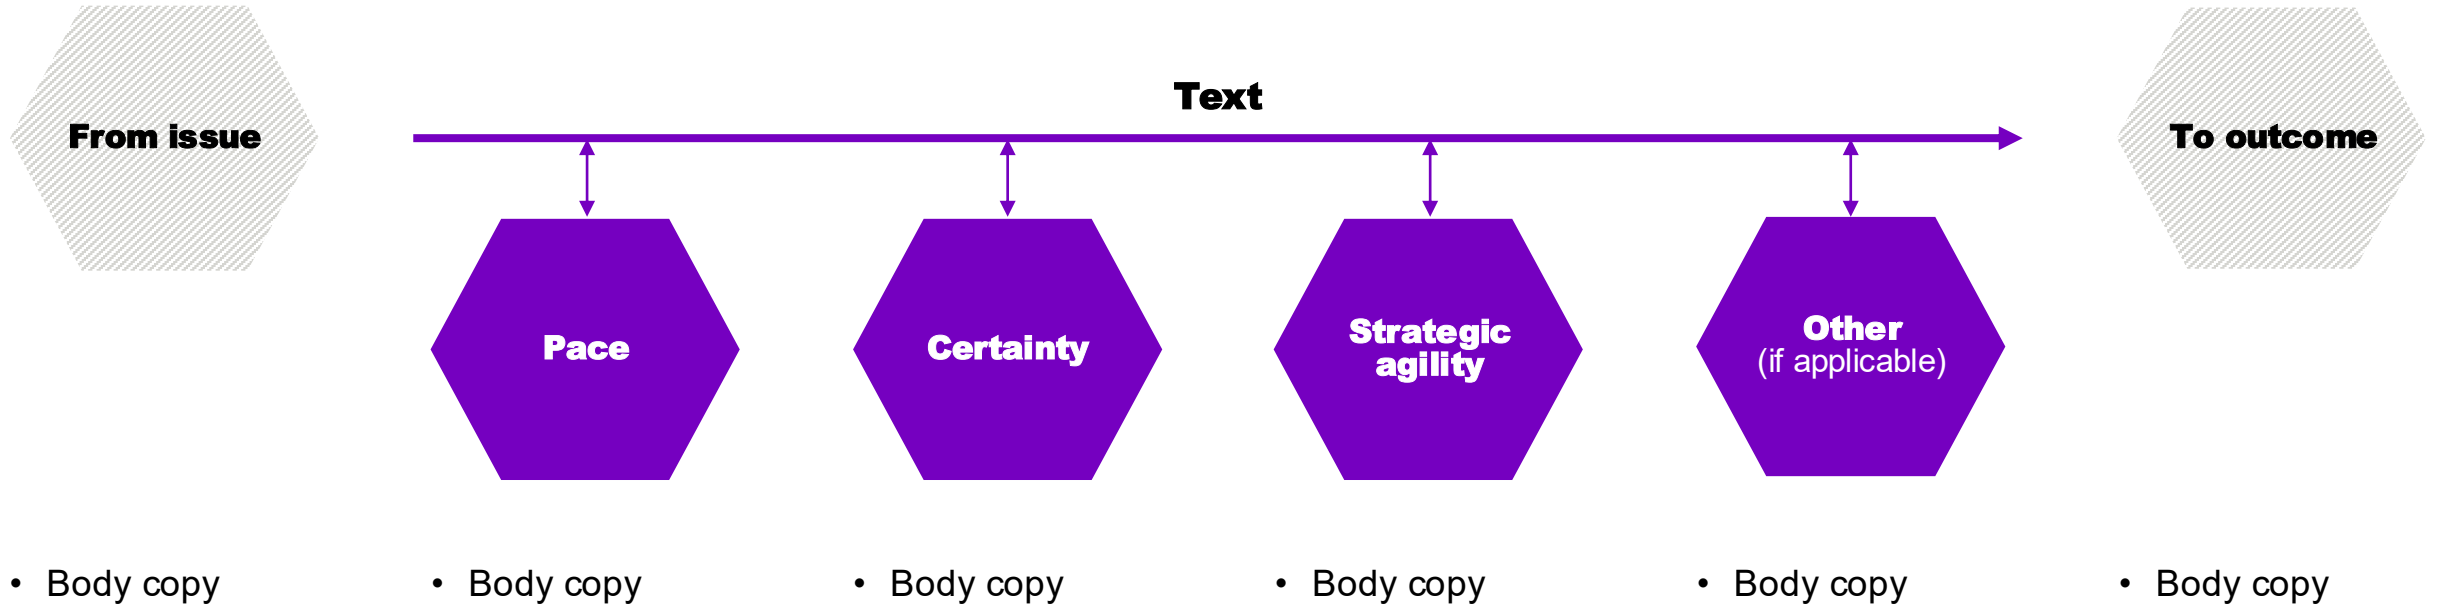 Text
From issue
To outcome
Pace
Certainty
Strategic
agility
Other
(if applicable)
• Body copy
• Body copy
• Body copy
• Body copy
• Body copy
• Body copy